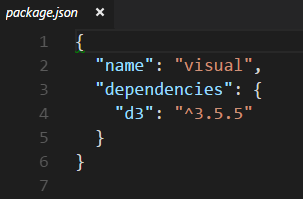 package.json ×
1 {
2   "name": "visual",
3   "dependencies": {
4     "d3": "^3.5.5"
5   }
6 }
7